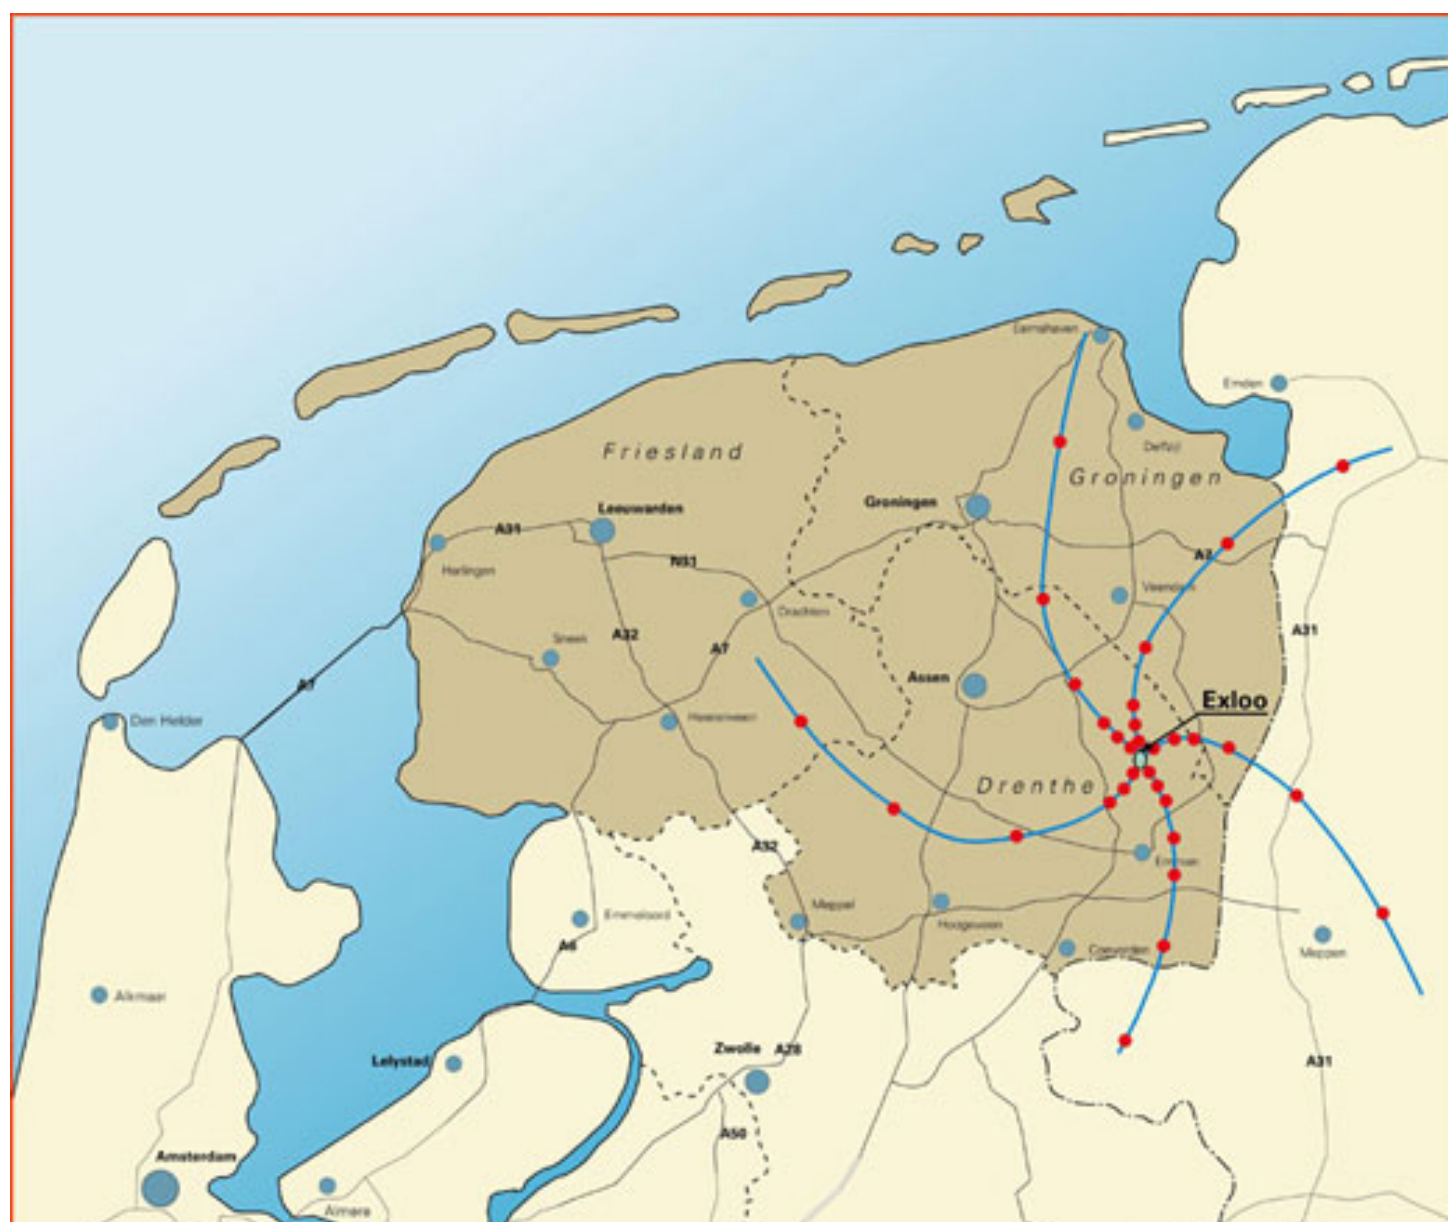 Eemshaven
Emden
Delfzijl
Friesland
Groningen
Groningen
Leeuwarden
A31
N31
A7
Harlingen
Drachten
Veendam
Sneek
A32
A7
A31
Assen
A7
Exloo
Den Helder
Heerenveen
Drenthe
A32
Emmen
Emmeloord
Meppel
Hoogeveen
A6
Coevorden
Meppen
Alkmaar
Lelystad
Zwolle
A28
A31
A50
Amsterdam
Almere